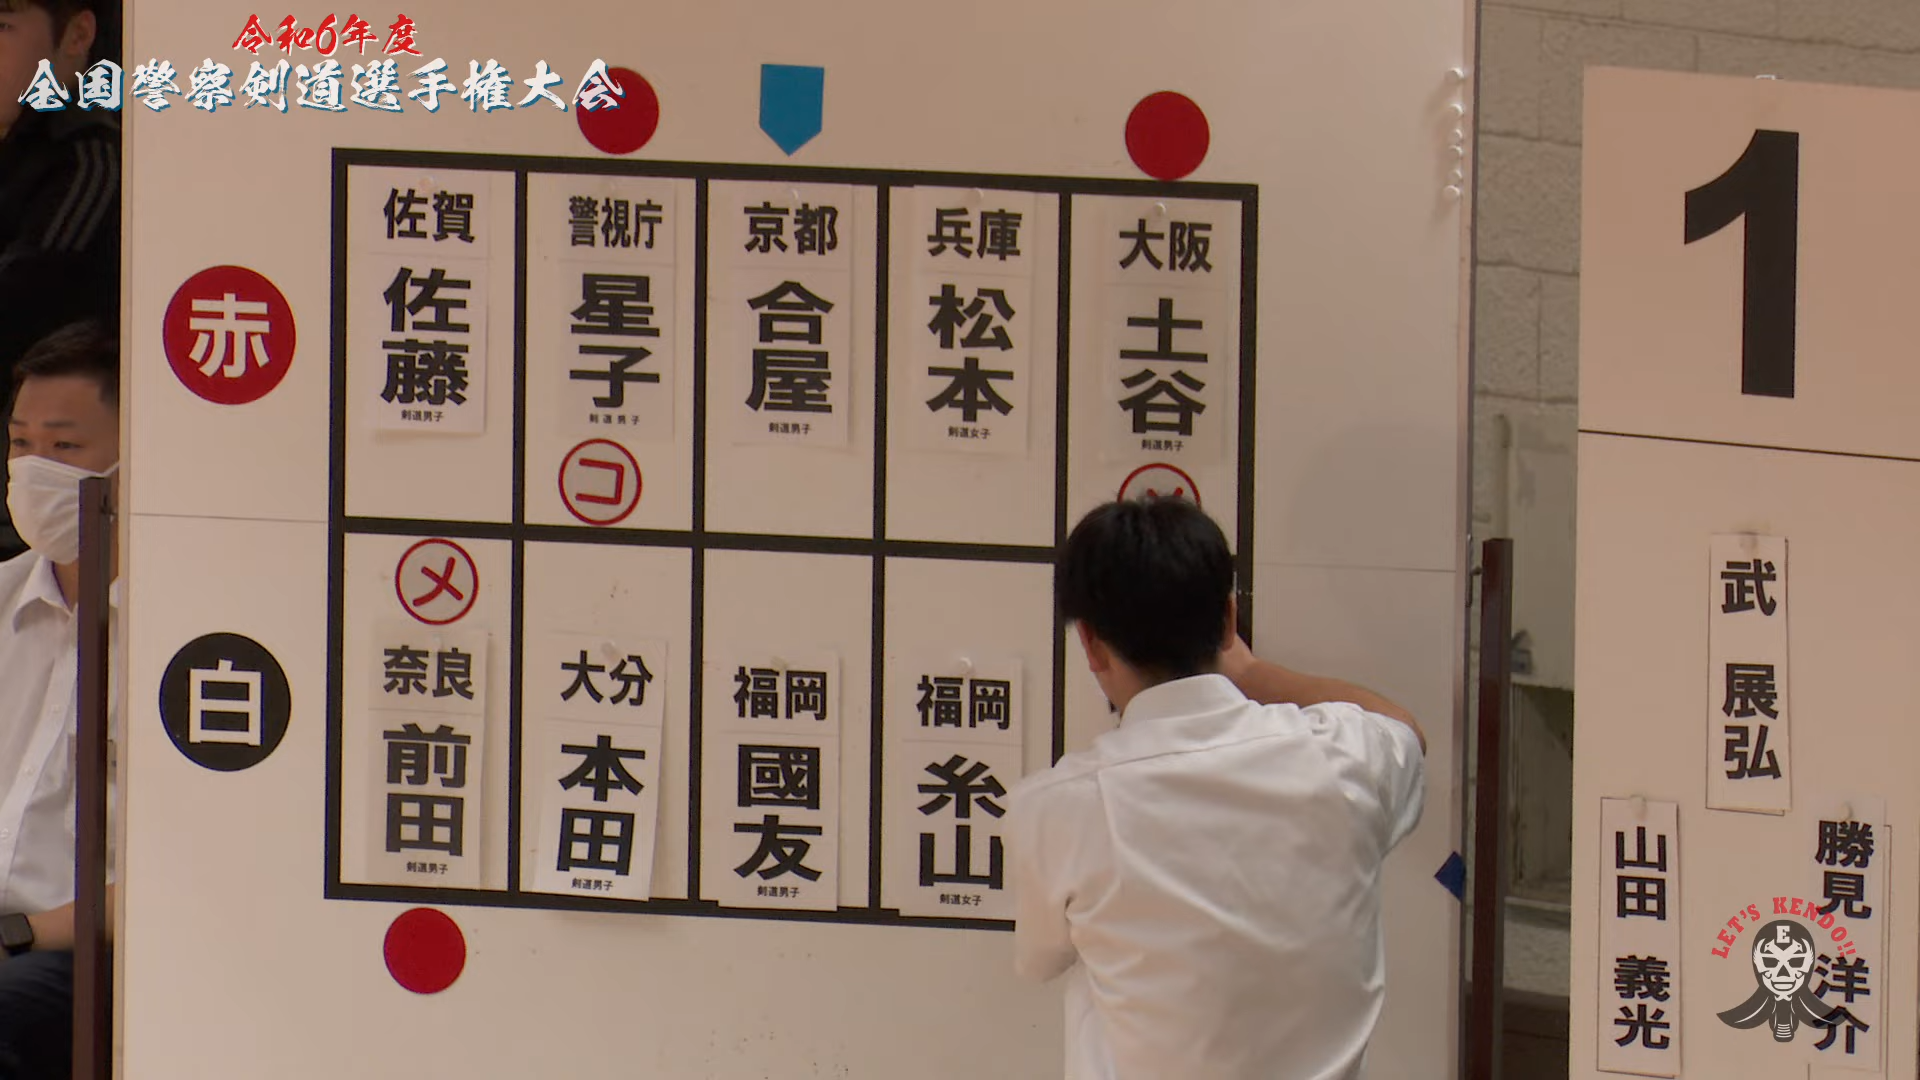 令和6年度
全国警察剣道選手権大会
赤
佐賀
佐藤
剣道男子
警視庁
星子
剣道男子
コ
京都
合屋
剣道男子
兵庫
松本
剣道女子
大阪
土谷
剣道男子
白
メ
奈良
前田
剣道男子
大分
本田
剣道男子
福岡
國友
剣道男子
福岡
糸山
剣道女子
1
武 展弘
山田 義光
勝見 洋介
LET'S KENDO!!
E